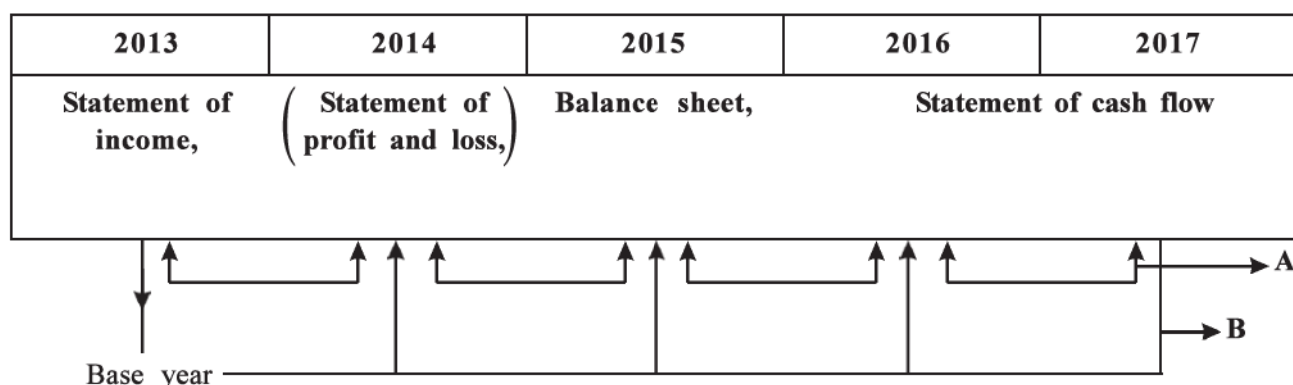 2013 2014 2015 2016 2017
Statement of income, (Statement of profit and loss,) Balance sheet, Statement of cash flow
A
B
Base year